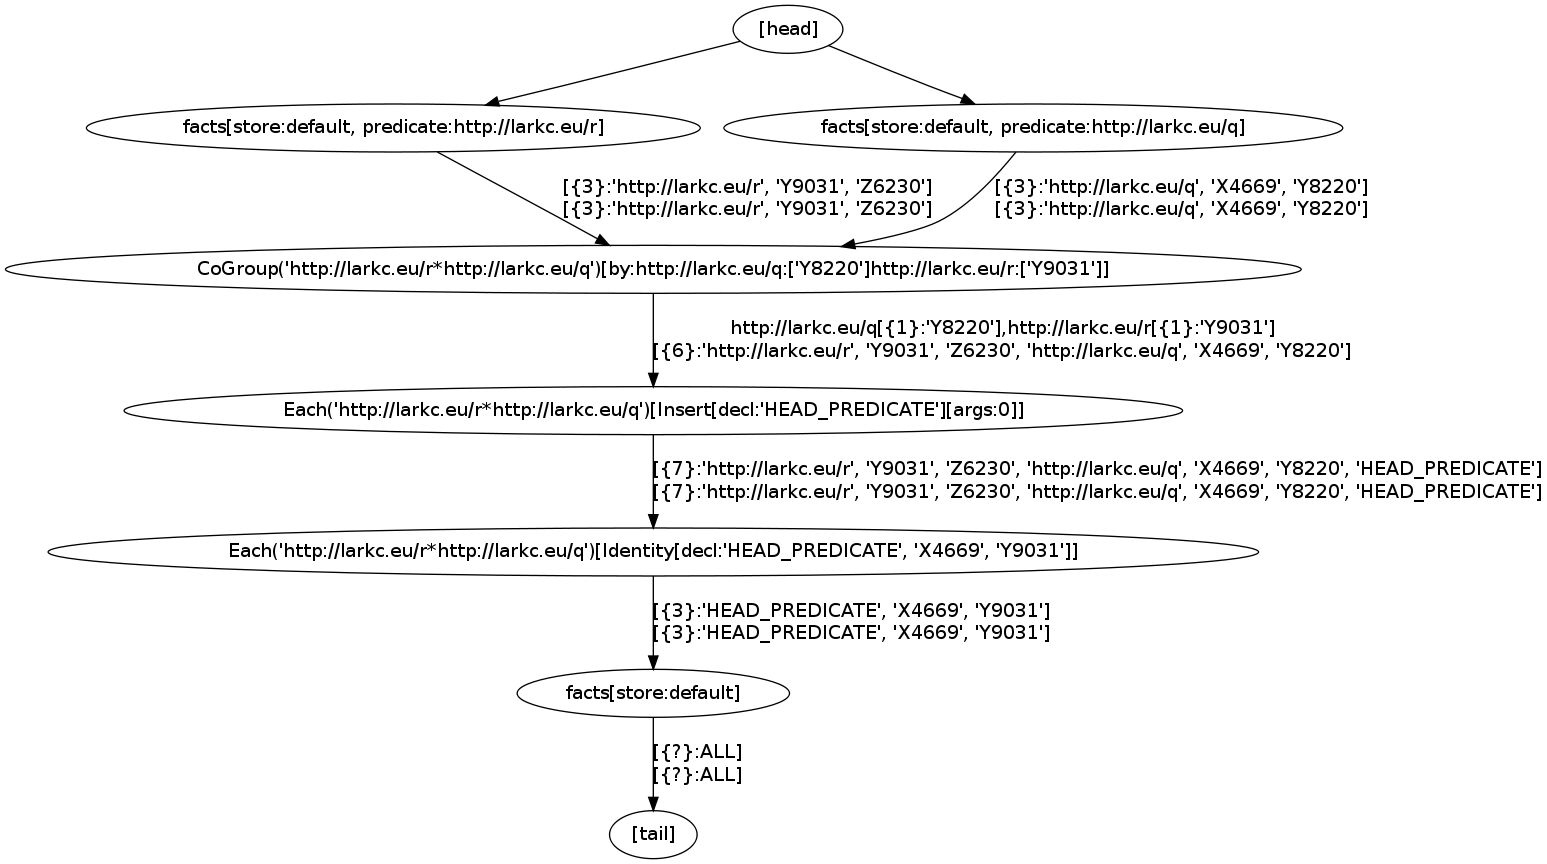 [head]
facts[store:default, predicate:http://larkc.eu/r]
facts[store:default, predicate:http://larkc.eu/q]
[{3}:'http://larkc.eu/r', 'Y9031', 'Z6230']
[{3}:'http://larkc.eu/r', 'Y9031', 'Z6230']
[{3}:'http://larkc.eu/q', 'X4669', 'Y8220']
[{3}:'http://larkc.eu/q', 'X4669', 'Y8220']
CoGroup('http://larkc.eu/r*http://larkc.eu/q')[by:http://larkc.eu/q:['Y8220']http://larkc.eu/r:['Y9031']]
http://larkc.eu/q[{1}:'Y8220'],http://larkc.eu/r[{1}:'Y9031']
[{6}:'http://larkc.eu/r', 'Y9031', 'Z6230', 'http://larkc.eu/q', 'X4669', 'Y8220']
Each('http://larkc.eu/r*http://larkc.eu/q')[Insert[decl:'HEAD_PREDICATE'][args:0]]
[{7}:'http://larkc.eu/r', 'Y9031', 'Z6230', 'http://larkc.eu/q', 'X4669', 'Y8220', 'HEAD_PREDICATE']
[{7}:'http://larkc.eu/r', 'Y9031', 'Z6230', 'http://larkc.eu/q', 'X4669', 'Y8220', 'HEAD_PREDICATE']
Each('http://larkc.eu/r*http://larkc.eu/q')[Identity[decl:'HEAD_PREDICATE', 'X4669', 'Y9031']]
[{3}:'HEAD_PREDICATE', 'X4669', 'Y9031']
[{3}:'HEAD_PREDICATE', 'X4669', 'Y9031']
facts[store:default]
[{?}:ALL]
[{?}:ALL]
[tail]